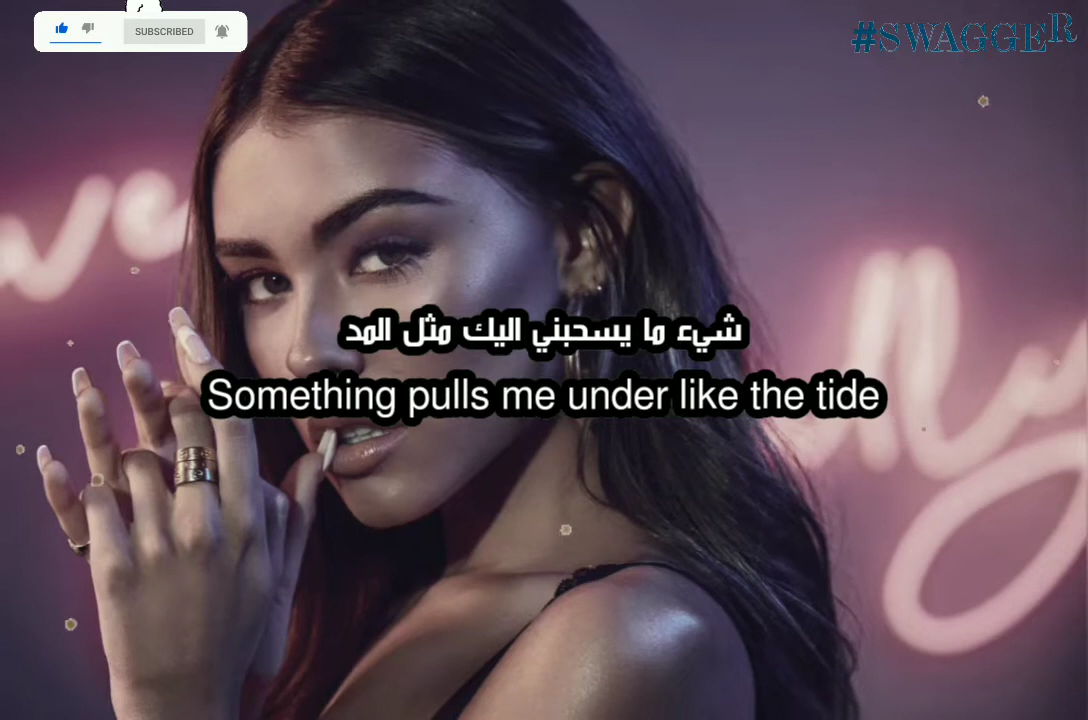 SUBSCRIBED
#SWAGGER
شيء ما يسحبني اليك مثل المد
Something pulls me under like the tide